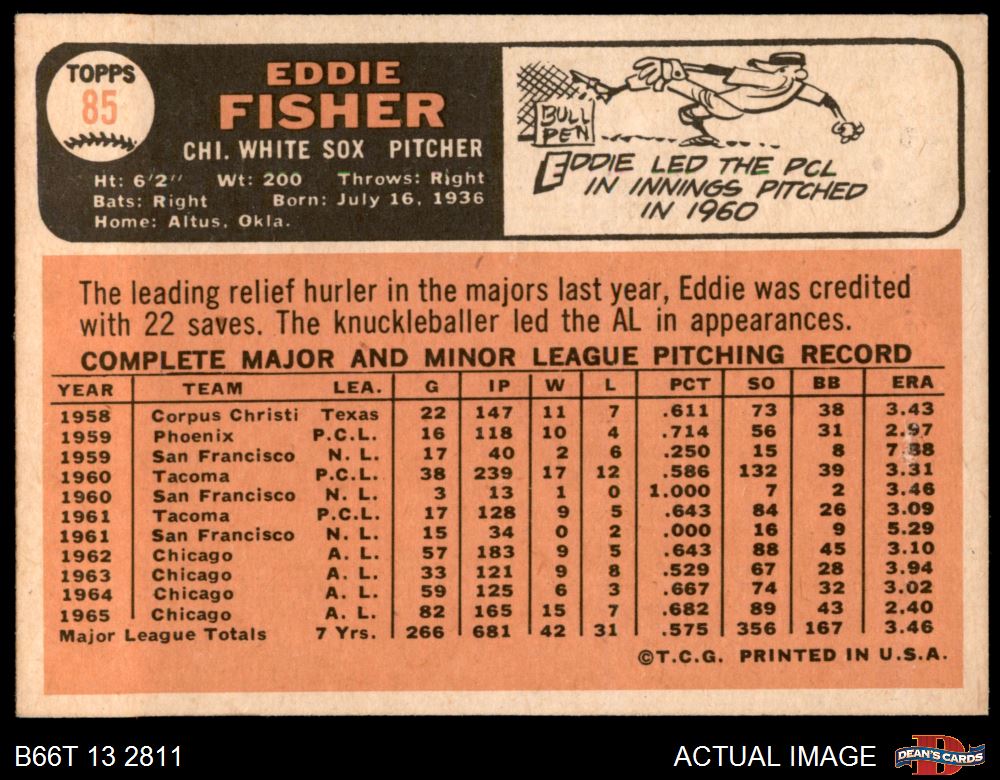 TOPPS
85
EDDIE
FISHER
CHI. WHITE SOX PITCHER
Ht: 6'2" Wt: 200 Throws: Right
Bats: Right Born: July 16, 1936
Home: Altus, Okla.
BULL
PEN
EDDIE LED THE PCL
IN INNINGS PITCHED
IN 1960
The leading relief hurler in the majors last year, Eddie was credited
with 22 saves. The knuckleballer led the AL in appearances.
COMPLETE MAJOR AND MINOR LEAGUE PITCHING RECORD
YEAR TEAM LEA. G IP W L PCT SO BB ERA
1958 Corpus Christi Texas 22 147 11 7 .611 73 38 3.43
1959 Phoenix P.C.L. 16 118 10 4 .714 56 31 2.97
1959 San Francisco N. L. 17 40 2 6 .250 15 8 7.88
1960 Tacoma P.C.L. 38 239 17 12 .586 132 39 3.31
1960 San Francisco N. L. 3 13 1 0 1.000 7 2 3.46
1961 Tacoma P.C.L. 17 128 9 5 .643 84 26 3.09
1961 San Francisco N. L. 15 34 0 2 .000 16 9 5.29
1962 Chicago A. L. 57 183 9 5 .643 88 45 3.10
1963 Chicago A. L. 33 121 9 8 .529 67 28 3.94
1964 Chicago A. L. 59 125 6 3 .667 74 32 3.02
1965 Chicago A. L. 82 165 15 7 .682 89 43 2.40
Major League Totals 7 Yrs. 266 681 42 31 .575 356 167 3.46
©T.C.G. PRINTED IN U.S.A.
B66T 13 2811
ACTUAL IMAGE
DEAN'S CARDS